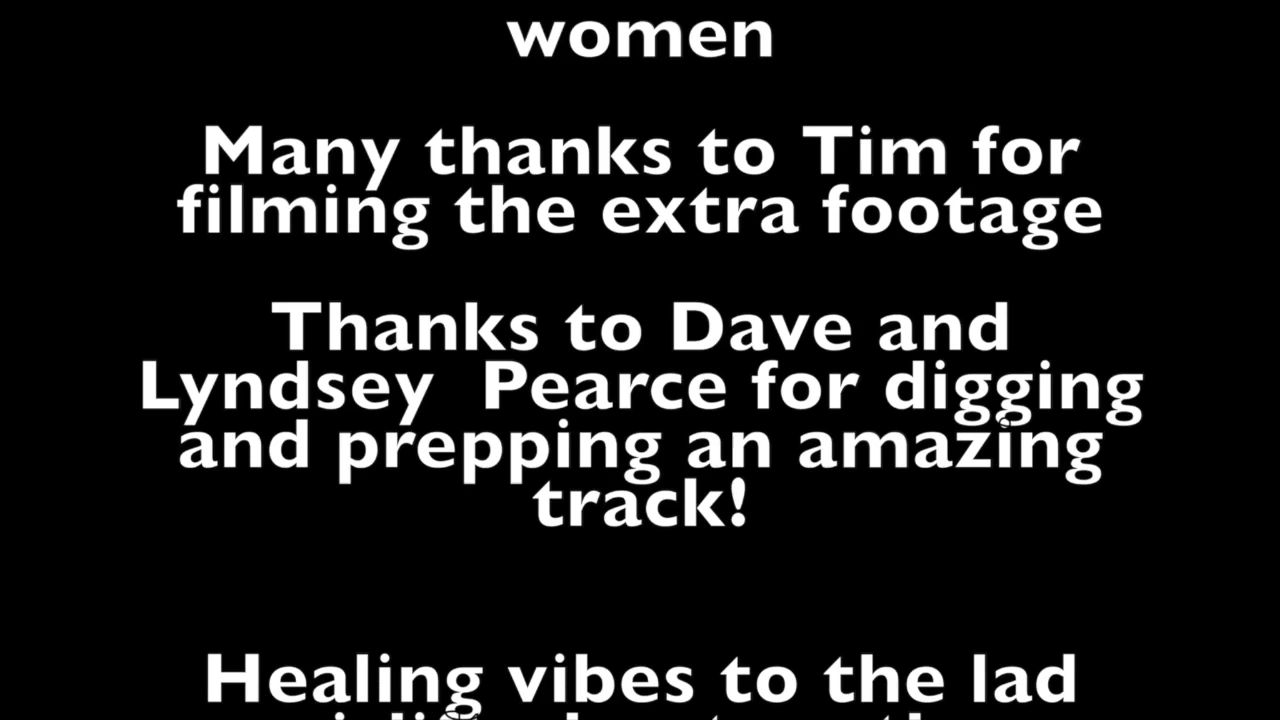 women
Many thanks to Tim for
filming the extra footage
Thanks to Dave and
Lyndsey  Pearce for digging
and prepping an amazing
track!
Healing vibes to the lad